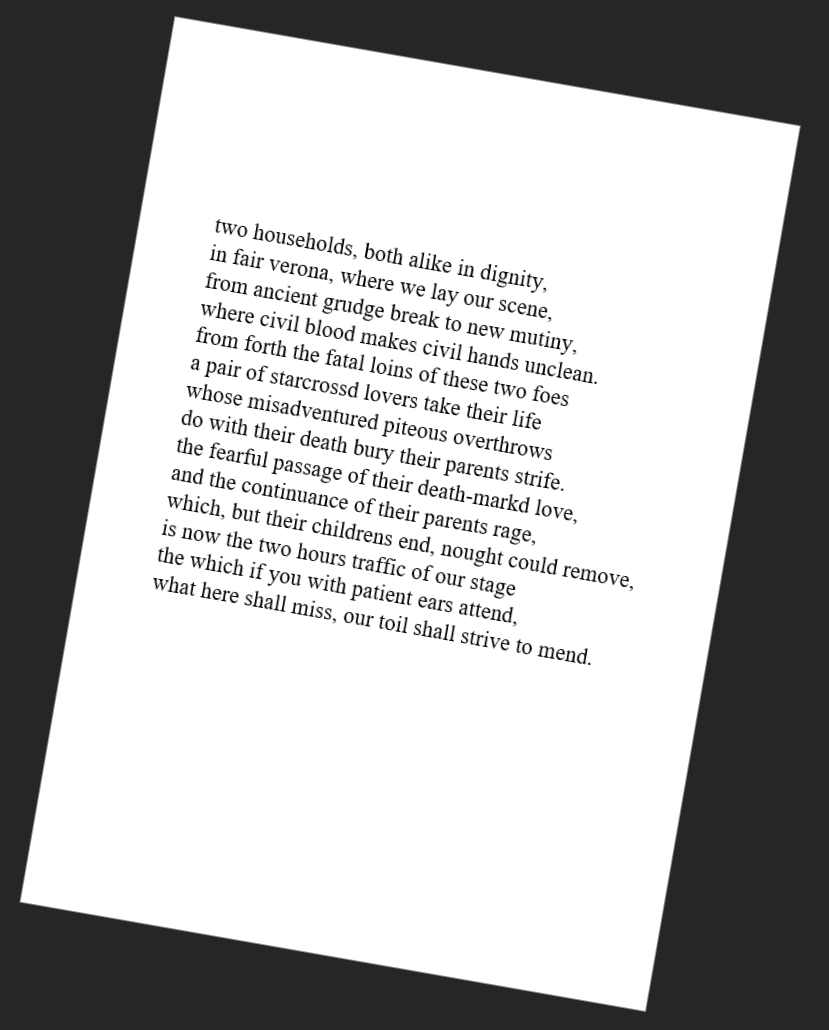 two households, both alike in dignity,
in fair verona, where we lay our scene,
from ancient grudge break to new mutiny,
where civil blood makes civil hands unclean.
from forth the fatal loins of these two foes
a pair of starcrossd lovers take their life
whose misadventured piteous overthrows
do with their death bury their parents strife.
the fearful passage of their death-markd love,
and the continuance of their parents rage,
which, but their childrens end, nought could remove,
is now the two hours traffic of our stage
the which if you with patient ears attend,
what here shall miss, our toil shall strive to mend.